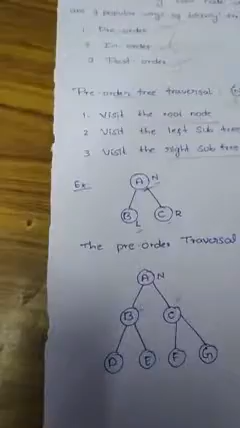 are 3 popular ways of
1. Pre-order
2. In-order
3. Post order
Pre-order tree traversal:
1. Visit the root node
2 Visit the left Sub tree
3 Visit the right Sub tree
Ex:
A N
B C R
L
The pre-order Traversal
A N
B C
D E F G